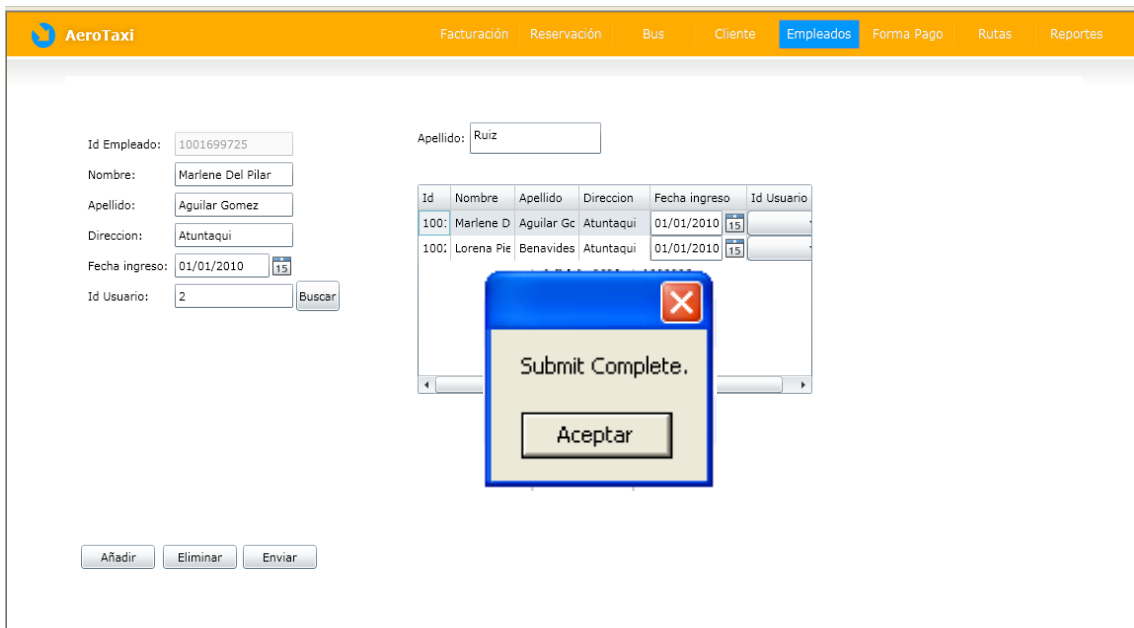 AeroTaxi
Facturación Reservación Bus Cliente Empleados Forma Pago Rutas Reportes
Id Empleado: 1001699725
Nombre: Marlene Del Pilar
Apellido: Aguilar Gomez
Direccion: Atuntaqui
Fecha ingreso: 01/01/2010 15
Id Usuario: 2 Buscar
Apellido: Ruiz
Id Nombre Apellido Direccion Fecha ingreso Id Usuario
Marlene D Aguilar Gc Atuntaqui 01/01/2010 15
Lorena Pie Benavides Atuntaqui 01/01/2010 15
Submit Complete.
Aceptar
Añadir Eliminar Enviar